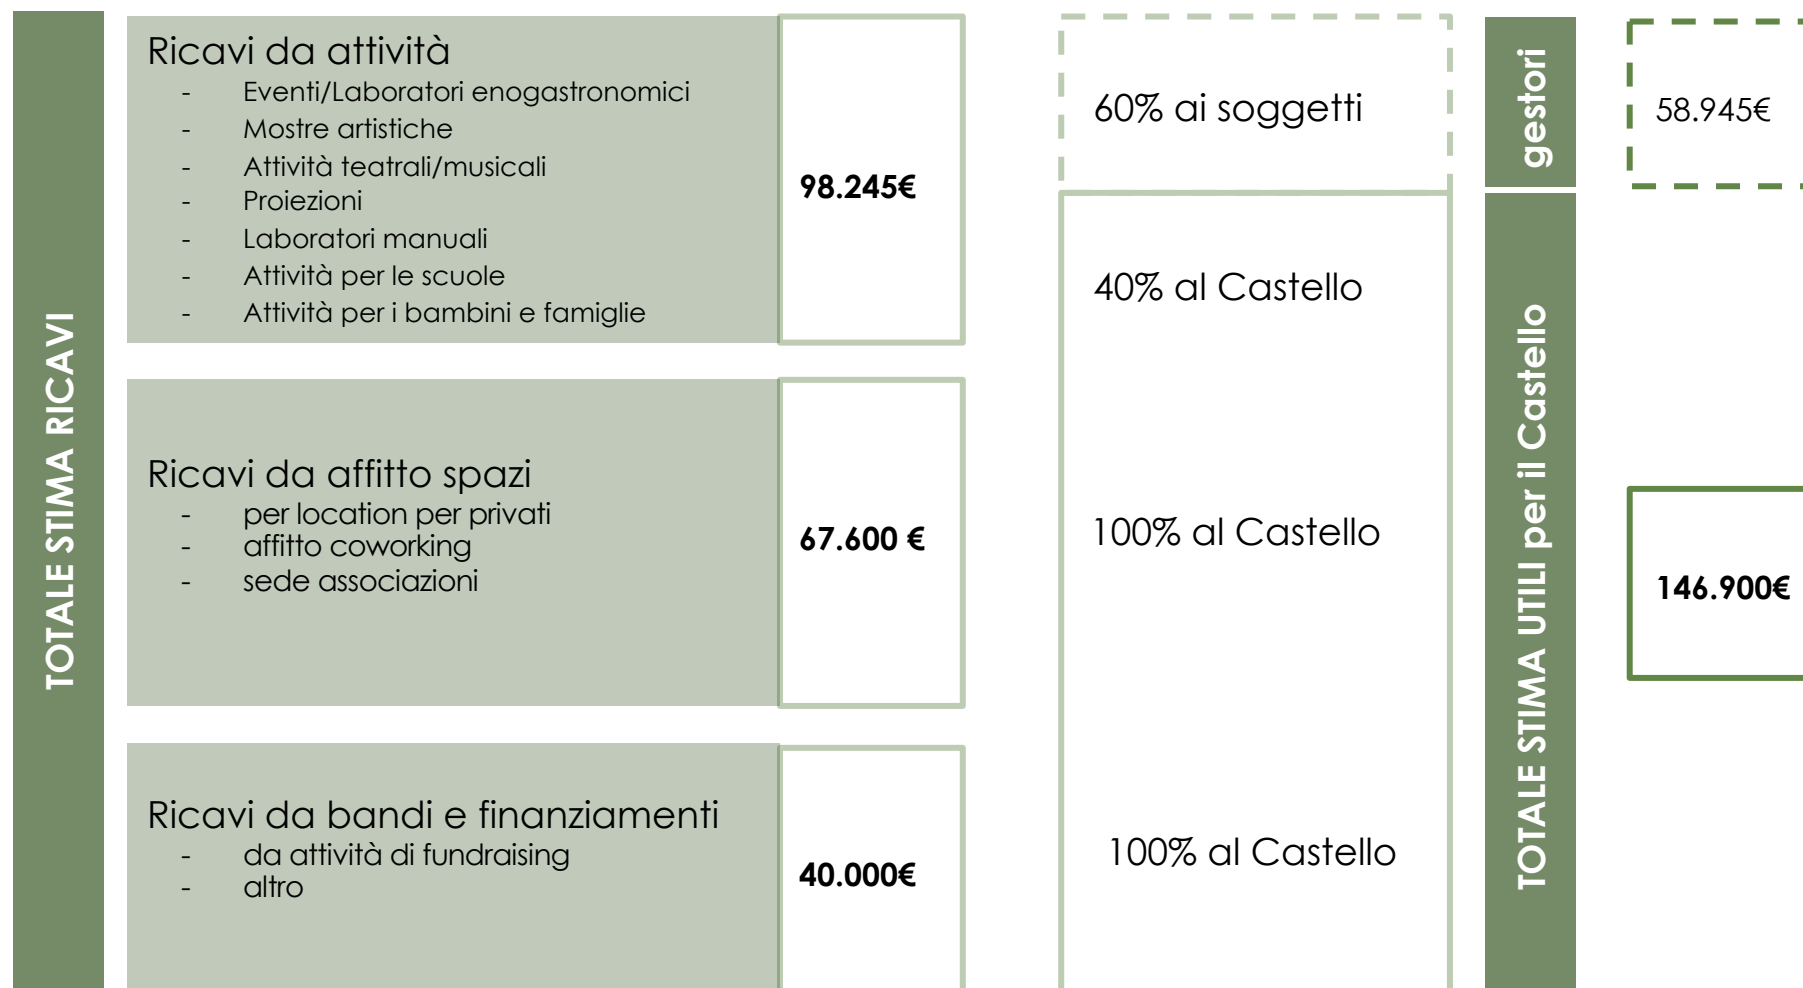 TOTALE STIMA RICAVI
Ricavi da attività
- Eventi/Laboratori enogastronomici
- Mostre artistiche
- Attività teatrali/musicali
- Proiezioni
- Laboratori manuali
- Attività per le scuole
- Attività per i bambini e famiglie
98.245€
Ricavi da affitto spazi
- per location per privati
- affitto coworking
- sede associazioni
67.600 €
Ricavi da bandi e finanziamenti
- da attività di fundraising
- altro
40.000€
60% ai soggetti
40% al Castello
100% al Castello
100% al Castello
gestori
TOTALE STIMA UTILI per il Castello
58.945€
146.900€